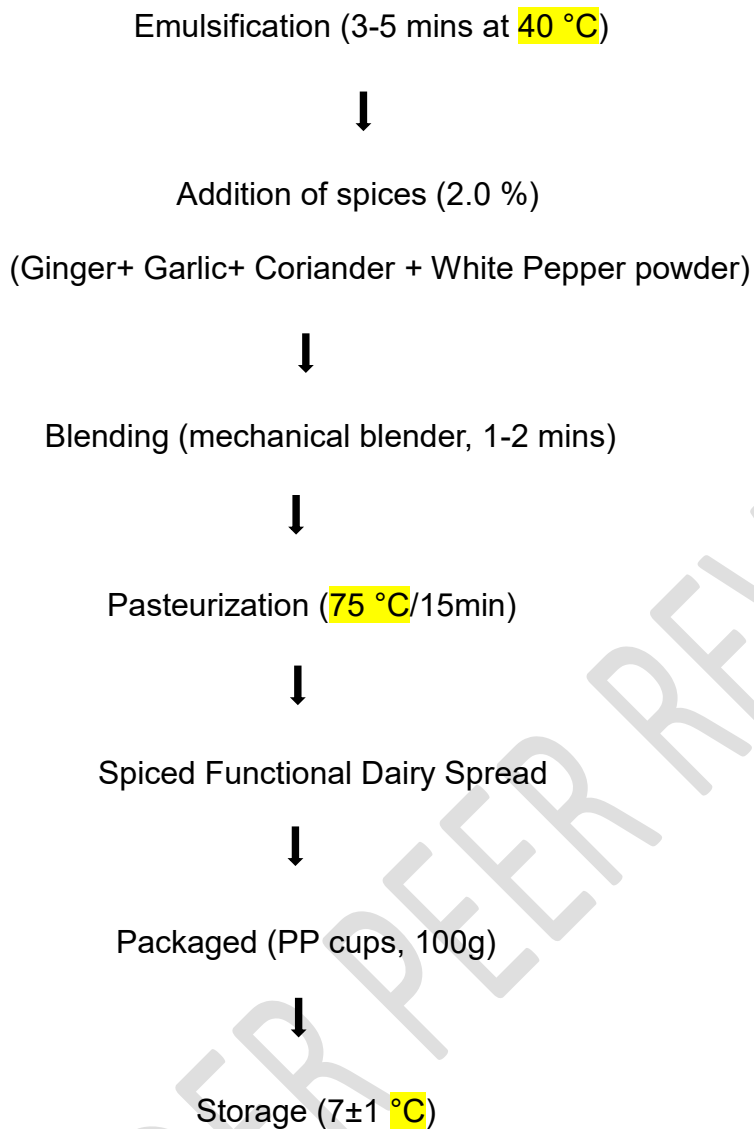 Emulsification (3-5 mins at 40 °C)
Addition of spices (2.0 %)
(Ginger+ Garlic+ Coriander + White Pepper powder)
Blending (mechanical blender, 1-2 mins)
Pasteurization (75 °C/15min)
Spiced Functional Dairy Spread
Packaged (PP cups, 100g)
Storage (7±1 °C)
PEER